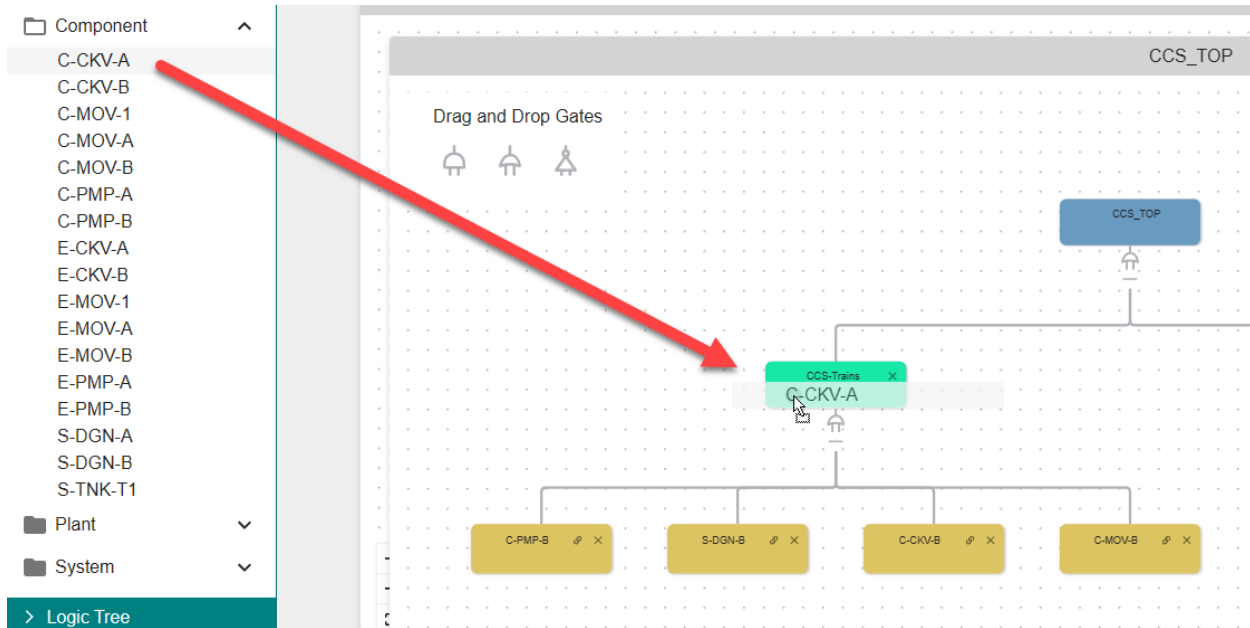 Component
C-CKV-A
C-CKV-B
C-MOV-1
C-MOV-A
C-MOV-B
C-PMP-A
C-PMP-B
E-CKV-A
E-CKV-B
E-MOV-1
E-MOV-A
E-MOV-B
E-PMP-A
E-PMP-B
S-DGN-A
S-DGN-B
S-TNK-T1
Plant
System
Logic Tree
CCS_TOP
Drag and Drop Gates
CCS_TOP
CCS-Trains
C-CKV-A
C-PMP-B
S-DGN-B
C-CKV-B
C-MOV-B